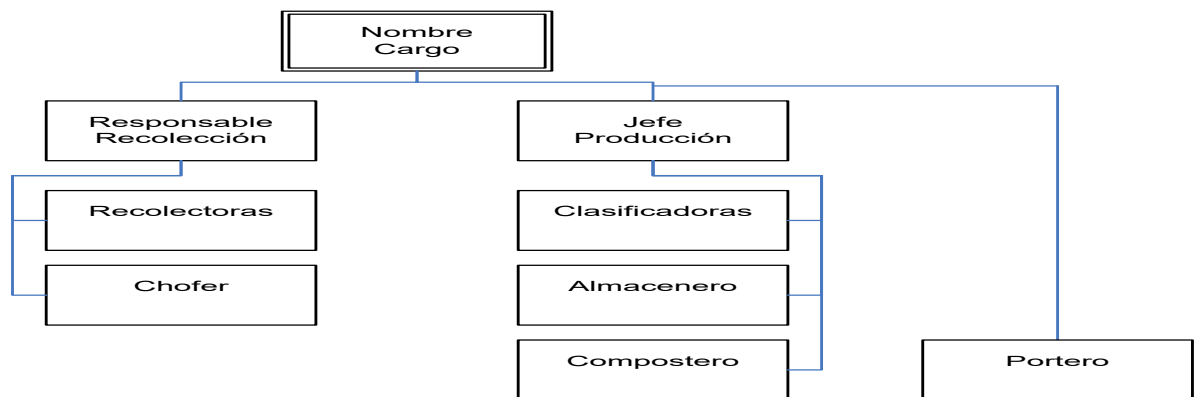 Nombre
Cargo
Responsable
Recolección
Jefe
Producción
Recolectoras
Clasificadoras
Chofer
Almacenero
Compostero
Portero